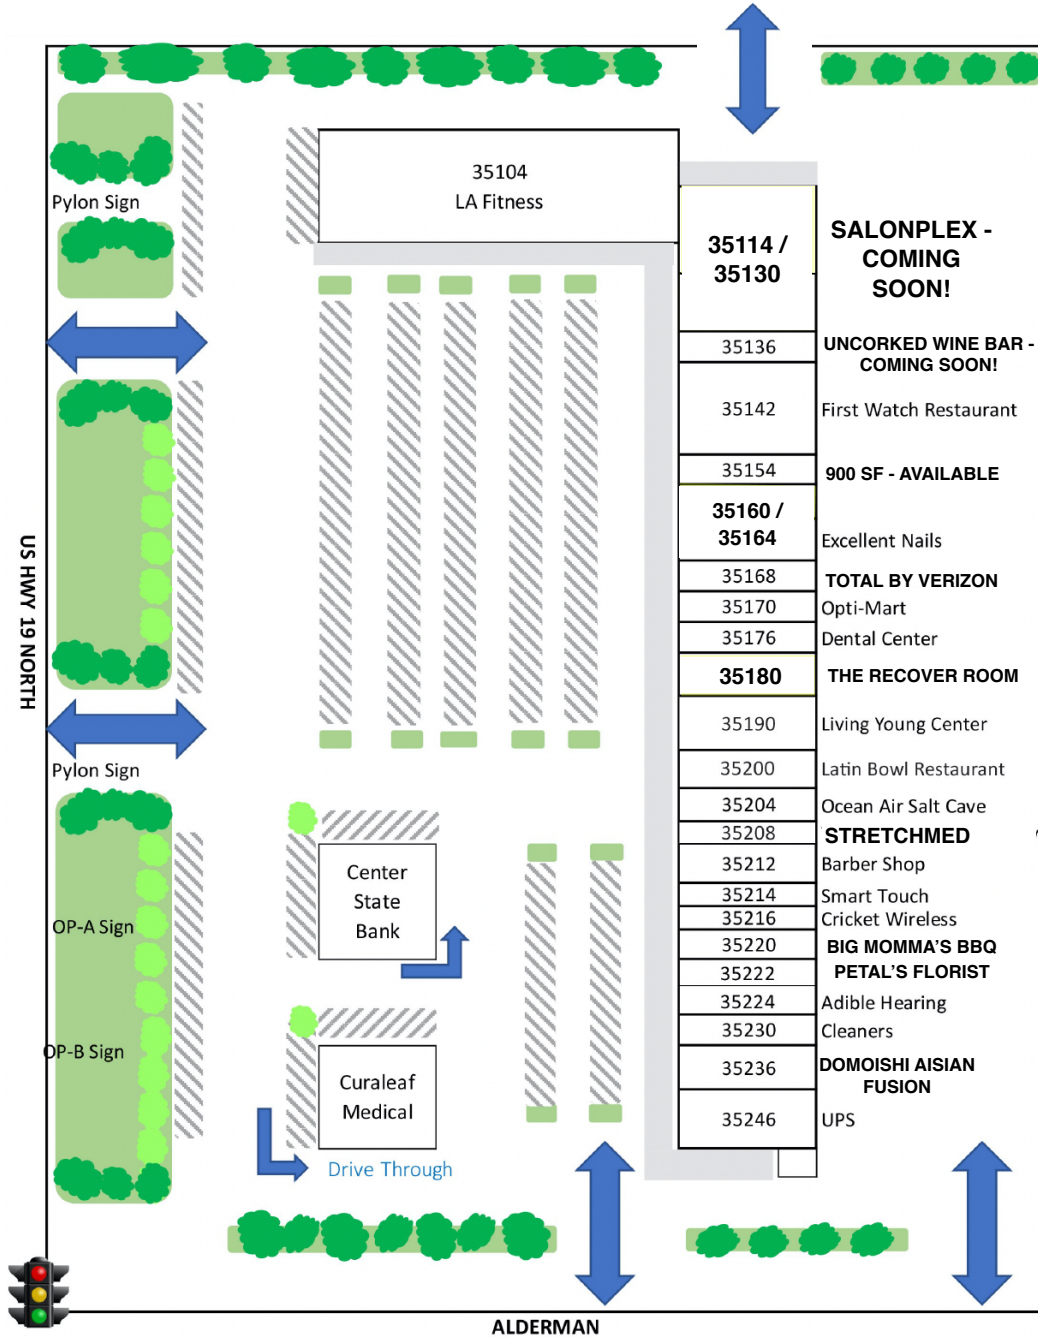 35104
LA Fitness
Pylon Sign
35114 /
35130
SALONPLEX -
COMING
SOON!
35136
UNCORKED WINE BAR -
COMING SOON!
35142
First Watch Restaurant
35154
900 SF - AVAILABLE
35160 /
35164
Excellent Nails
35168
TOTAL BY VERIZON
35170
Opti-Mart
35176
Dental Center
35180
THE RECOVER ROOM
US HWY 19 NORTH
35190
Living Young Center
Pylon Sign
35200
Latin Bowl Restaurant
35204
Ocean Air Salt Cave
35208
STRETCHMED
35212
Barber Shop
Center
State
Bank
35214
Smart Touch
35216
Cricket Wireless
OP-A Sign
35220
BIG MOMMA'S BBQ
35222
PETAL'S FLORIST
35224
Adible Hearing
35230
Cleaners
OP-B Sign
35236
DOMOISHI AISIAN
FUSION
Curaleaf
Medical
35246
UPS
Drive Through
ALDERMAN